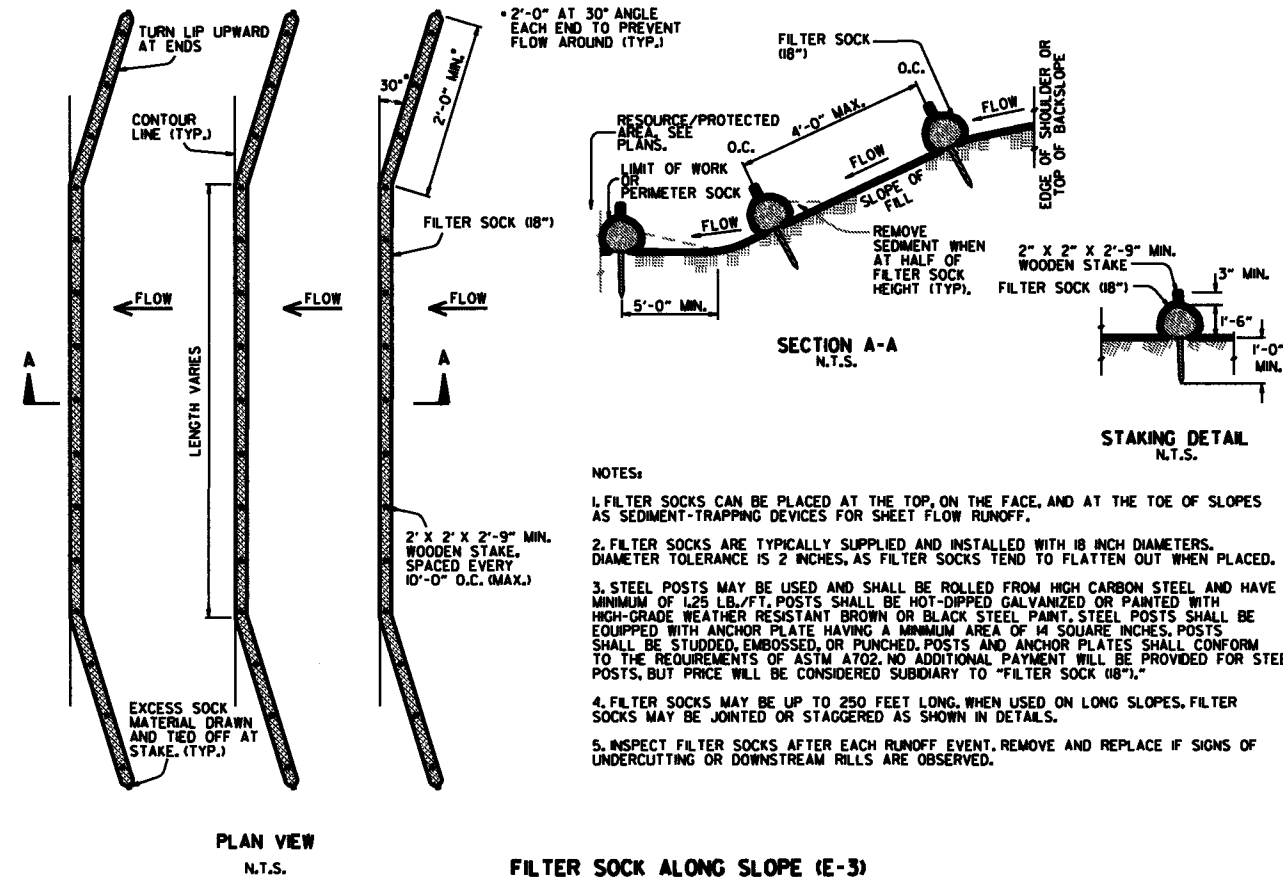 TURN LIP UPWARD
AT ENDS
CONTOUR
LINE (TYP.)
30°*
2'-0" MIN.*
* 2'-0" AT 30° ANGLE
EACH END TO PREVENT
FLOW AROUND (TYP.)
FILTER SOCK (18")
FLOW
FLOW
FLOW
A
A
LENGTH VARIES
2' X 2' X 2'-9" MIN.
WOODEN STAKE.
SPACED EVERY
10'-0" O.C. (MAX.)
EXCESS SOCK
MATERIAL DRAWN
AND TIED OFF AT
STAKE. (TYP.)
PLAN VIEW
N.T.S.
FILTER SOCK
(18")
O.C.
FLOW
4'-0" MAX.
O.C.
FLOW
EDGE OF SHOULDER OR
TOP OF BACKSLOPE
RESOURCE/PROTECTED
AREA. SEE
PLANS.
LIMIT OF WORK
OR
PERIMETER SOCK
FLOW
SLOPE OF
FILL
REMOVE
SEDIMENT WHEN
AT HALF OF
FILTER SOCK
HEIGHT (TYP).
5'-0" MIN.
SECTION A-A
N.T.S.
2" X 2" X 2'-9" MIN.
WOODEN STAKE
FILTER SOCK (18")
3" MIN.
1'-6"
1'-0"
MIN.
STAKING DETAIL
N.T.S.
NOTES:
1. FILTER SOCKS CAN BE PLACED AT THE TOP, ON THE FACE, AND AT THE TOE OF SLOPES
AS SEDIMENT-TRAPPING DEVICES FOR SHEET FLOW RUNOFF.
2. FILTER SOCKS ARE TYPICALLY SUPPLIED AND INSTALLED WITH 18 INCH DIAMETERS.
DIAMETER TOLERANCE IS 2 INCHES, AS FILTER SOCKS TEND TO FLATTEN OUT WHEN PLACED.
3. STEEL POSTS MAY BE USED AND SHALL BE ROLLED FROM HIGH CARBON STEEL AND HAVE
MINIMUM OF 1.25 LB./FT. POSTS SHALL BE HOT-DIPPED GALVANIZED OR PAINTED WITH
HIGH-GRADE WEATHER RESISTANT BROWN OR BLACK STEEL PAINT. STEEL POSTS SHALL BE
EQUIPPED WITH ANCHOR PLATE HAVING A MINIMUM AREA OF 14 SQUARE INCHES. POSTS
SHALL BE STUDDED, EMBOSSED, OR PUNCHED. POSTS AND ANCHOR PLATES SHALL CONFORM
TO THE REQUIREMENTS OF ASTM A702. NO ADDITIONAL PAYMENT WILL BE PROVIDED FOR STEE
POSTS, BUT PRICE WILL BE CONSIDERED SUBIDIARY TO "FILTER SOCK (18")."
4. FILTER SOCKS MAY BE UP TO 250 FEET LONG. WHEN USED ON LONG SLOPES, FILTER
SOCKS MAY BE JOINTED OR STAGGERED AS SHOWN IN DETAILS.
5. INSPECT FILTER SOCKS AFTER EACH RUNOFF EVENT. REMOVE AND REPLACE IF SIGNS OF
UNDERCUTTING OR DOWNSTREAM RILLS ARE OBSERVED.
FILTER SOCK ALONG SLOPE (E-3)